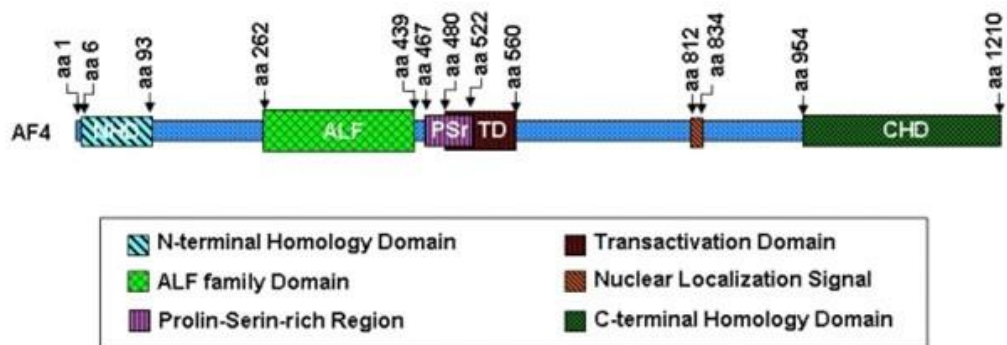 aa 1
aa 6
aa 93
aa 262
aa 439
aa 467
aa 480
aa 522
aa 560
aa 812
aa 834
aa 954
aa 1210
AF4 NHD ALF PSr TD CHD
N-terminal Homology Domain
ALF family Domain
Prolin-Serin-rich Region
Transactivation Domain
Nuclear Localization Signal
C-terminal Homology Domain